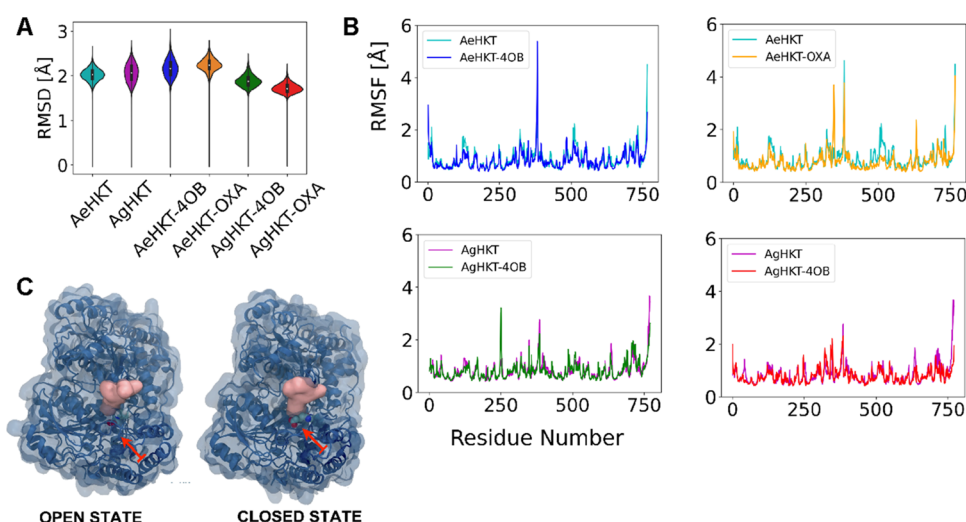 A
RMSD [Å]
3
2
1
0
AeHKT
AgHKT
AeHKT-4OB
AeHKT-OXA
AgHKT-4OB
AgHKT-OXA
B
RMSF [Å]
6
4
2
0
AeHKT
AeHKT-4OB
0 250 500 750
6
4
2
0
AeHKT
AeHKT-OXA
0 250 500 750
6
4
2
0
AgHKT
AgHKT-4OB
0 250 500 750
6
4
2
0
AgHKT
AgHKT-4OB
0 250 500 750
Residue Number
C
OPEN STATE
CLOSED STATE